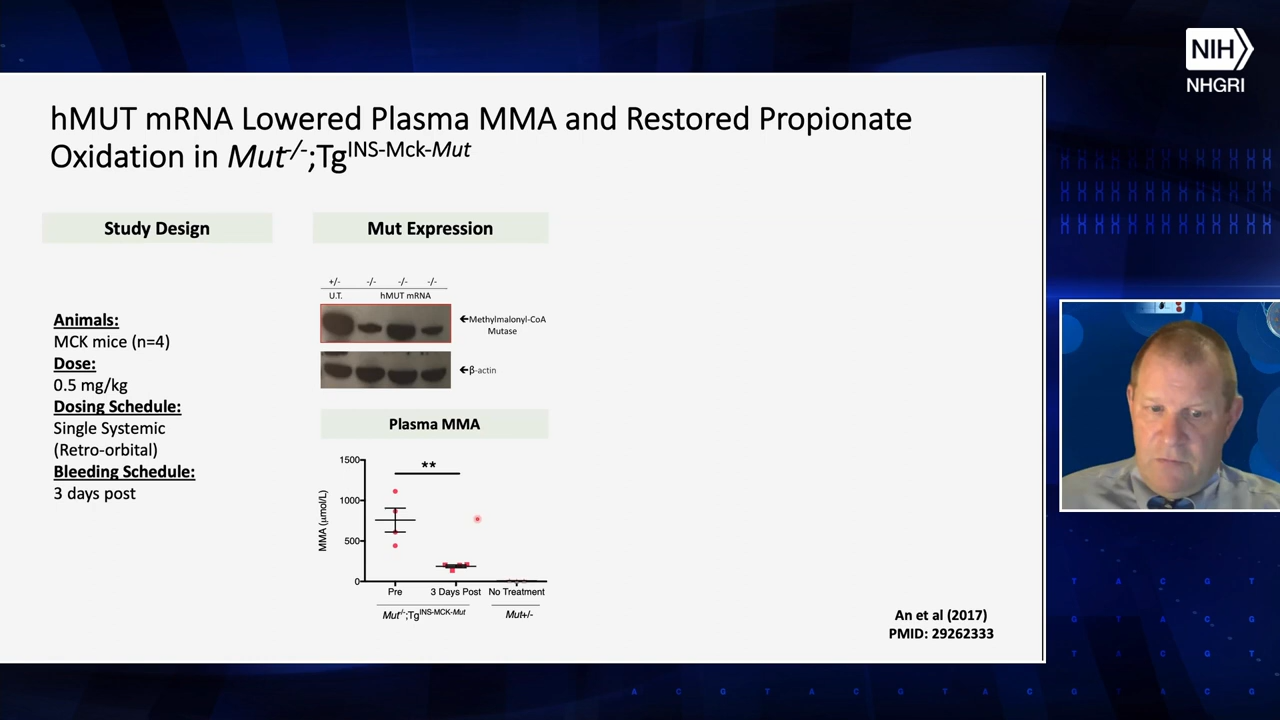 NIH
NHGRI
hMUT mRNA Lowered Plasma MMA and Restored Propionate
Oxidation in Mut-/-;TgINS-Mck-Mut
Study Design
Animals:
MCK mice (n=4)
Dose:
0.5 mg/kg
Dosing Schedule:
Single Systemic
(Retro-orbital)
Bleeding Schedule:
3 days post
Mut Expression
+/- -/- -/- -/-
U.T. hMUT mRNA
←Methylmalonyl-CoA
Mutase
←β-actin
Plasma MMA
MMA (µmol/L)
1500
1000
500
0
**
Pre 3 Days Post No Treatment
Mut-/-;TgINS-MCK-Mut Mut+/-
An et al (2017)
PMID: 29262333
T A C G T
G T A C G
T A C G T
A C G T A C G T A C G T A C G